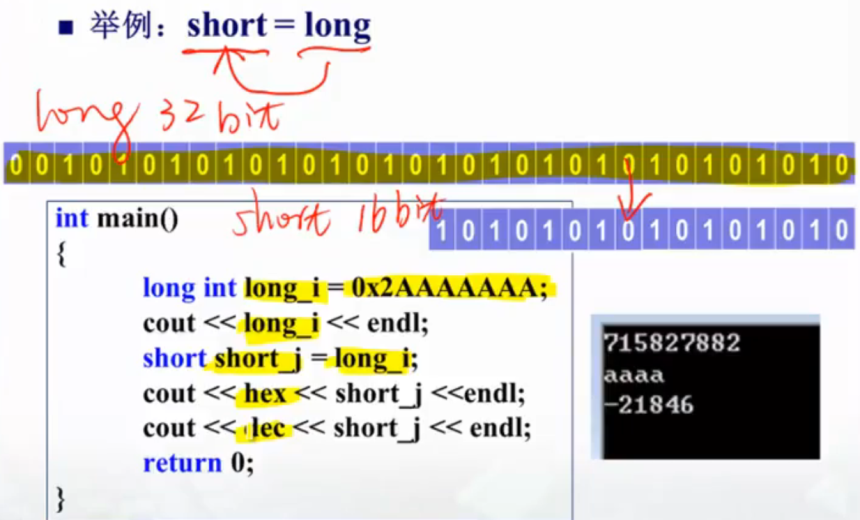 ■ 举例：short = long
long 32 bit
0 0 1 0 1 0 1 0 1 0 1 0 1 0 1 0 1 0 1 0 1 0 1 0 1 0 1 0 1 0 1 0
short 16 bit
1 0 1 0 1 0 1 0 1 0 1 0 1 0 1 0
int main()
{
long int long_i = 0x2AAAAAAA;
cout << long_i << endl;
short short_j = long_i;
cout << hex << short_j <<endl;
cout << dec << short_j << endl;
return 0;
}
715827882
aaaa
-21846